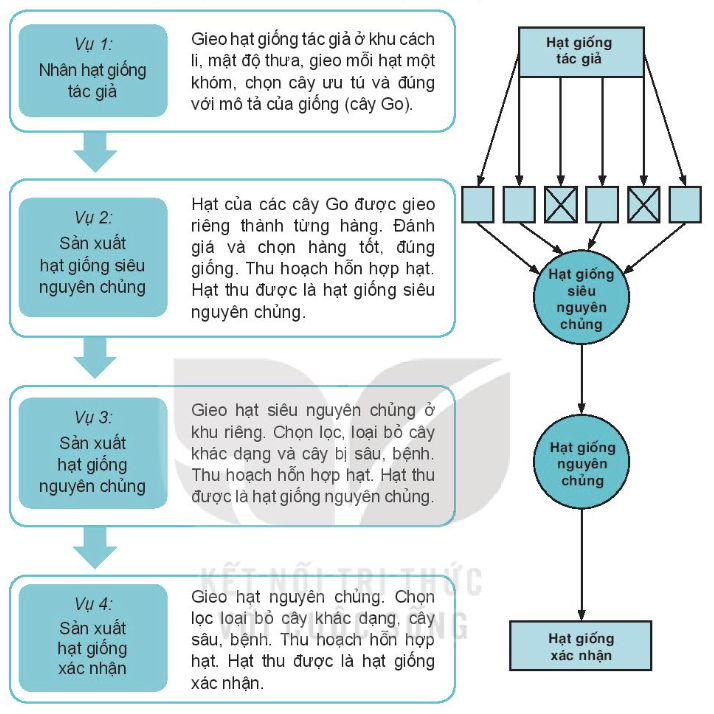 Vụ 1:
Nhân hạt giống
tác giả
Gieo hạt giống tác giả ở khu cách
li, mật độ thưa, gieo mỗi hạt một
khóm, chọn cây ưu tú và đúng
với mô tả của giống (cây Go).
Vụ 2:
Sản xuất
hạt giống siêu
nguyên chủng
Hạt của các cây Go được gieo
riêng thành từng hàng. Đánh
giá và chọn hàng tốt, đúng
giống. Thu hoạch hỗn hợp hạt.
Hạt thu được là hạt giống siêu
nguyên chủng.
Vụ 3:
Sản xuất
hạt giống
nguyên chủng
Gieo hạt siêu nguyên chủng ở
khu riêng. Chọn lọc, loại bỏ cây
khác dạng và cây bị sâu, bệnh.
Thu hoạch hỗn hợp hạt. Hạt thu
được là hạt giống nguyên chủng.
Vụ 4:
Sản xuất
hạt giống
xác nhận
Gieo hạt nguyên chủng. Chọn
lọc loại bỏ cây khác dạng, cây
sâu, bệnh. Thu hoạch hỗn hợp
hạt. Hạt thu được là hạt giống
xác nhận.
Hạt giống
tác giả
Hạt giống
siêu
nguyên
chủng
Hạt giống
nguyên
chủng
Hạt giống
xác nhận
KẾT NỐI TRI THỨC
VỚI CUỘC SỐNG